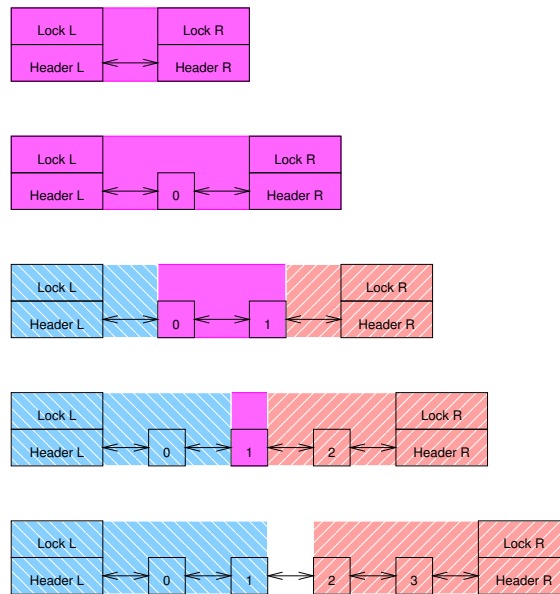 Lock L Lock R
Header L Header R
Lock L Lock R
Header L 0 Header R
Lock L Lock R
Header L 0 1 Header R
Lock L Lock R
Header L 0 1 2 Header R
Lock L Lock R
Header L 0 1 2 3 Header R